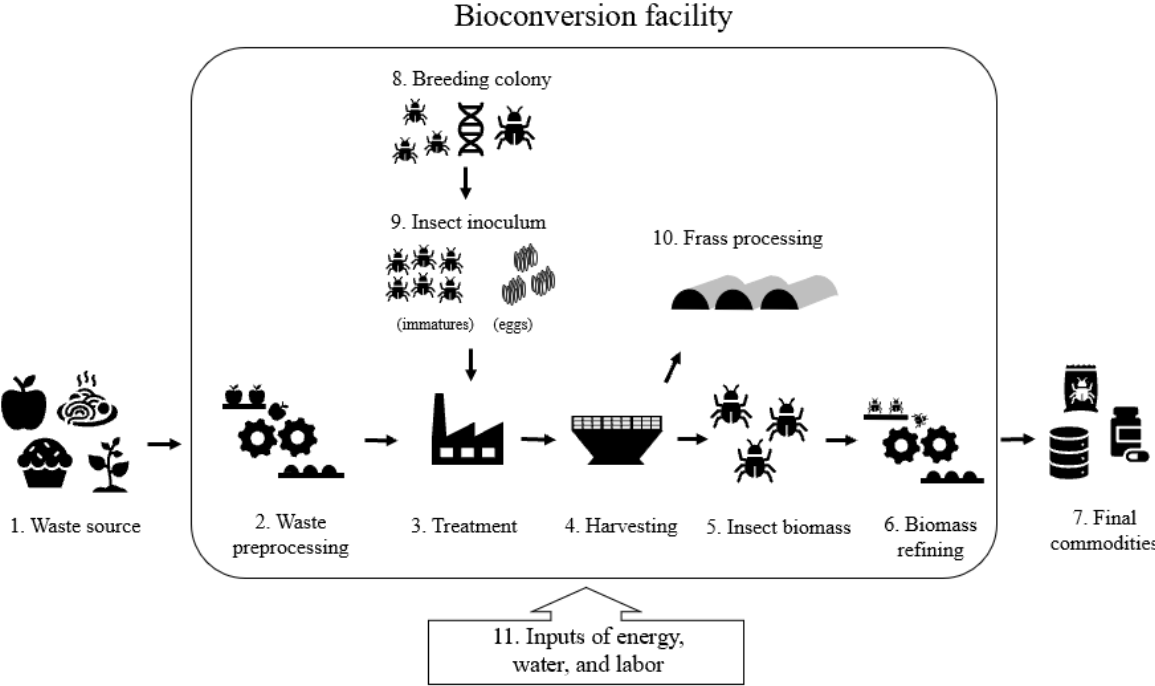 Bioconversion facility
8. Breeding colony
9. Insect inoculum
(immatures) (eggs)
10. Frass processing
1. Waste source
2. Waste
preprocessing
3. Treatment
4. Harvesting
5. Insect biomass
6. Biomass
refining
7. Final
commodities
11. Inputs of energy,
water, and labor